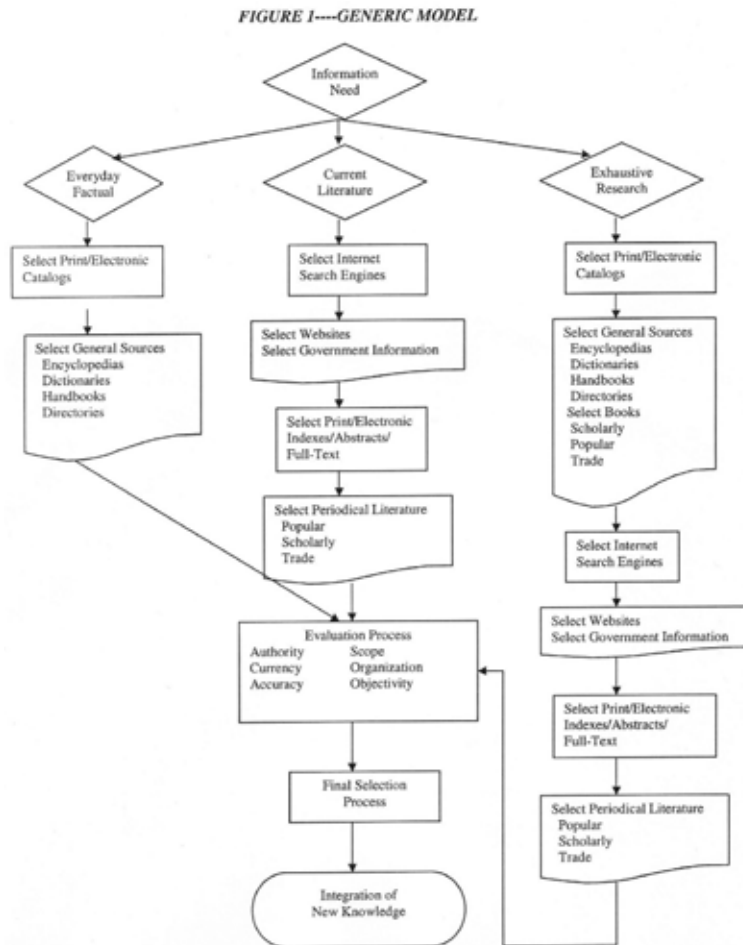 FIGURE 1----GENERIC MODEL
Information
Need
Everyday
Factual
Current
Literature
Exhaustive
Research
Select Print/Electronic
Catalogs
Select General Sources
Encyclopedias
Dictionaries
Handbooks
Directories
Select Internet
Search Engines
Select Websites
Select Government Information
Select Print/Electronic
Indexes/Abstracts/
Full-Text
Select Periodical Literature
Popular
Scholarly
Trade
Select Print/Electronic
Catalogs
Select General Sources
Encyclopedias
Dictionaries
Handbooks
Directories
Select Books
Scholarly
Popular
Trade
Select Internet
Search Engines
Select Websites
Select Government Information
Select Print/Electronic
Indexes/Abstracts/
Full-Text
Select Periodical Literature
Popular
Scholarly
Trade
Evaluation Process
Authority Scope
Currency Organization
Accuracy Objectivity
Final Selection
Process
Integration of
New Knowledge